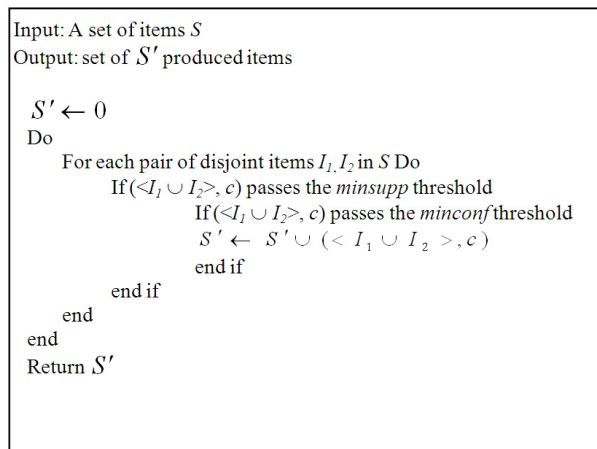 Input: A set of items S
Output: set of S′ produced items
S′ ← 0
Do
For each pair of disjoint items I1, I2 in S Do
If (<I1 ∪ I2>, c) passes the minsupp threshold
If (<I1 ∪ I2>, c) passes the minconf threshold
S′ ← S′ ∪ (< I1 ∪ I2 >, c)
end if
end if
end
end
Return S′